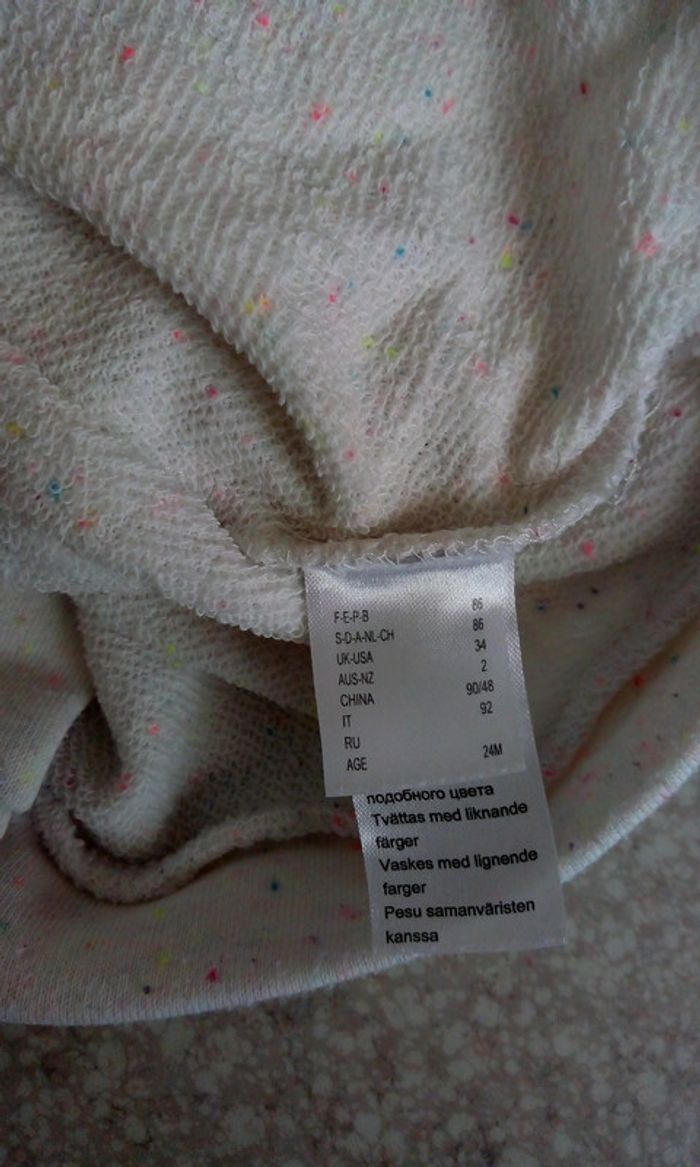 F-E-P-B 86
S-D-A-NL-CH 86
UK-USA 34
AUS-NZ 2
CHINA 90/48
IT 92
RU
AGE 24M
подобного цвета
Tvättas med liknande
färger
Vaskes med lignende
farger
Pesu samanväristen
kanssa